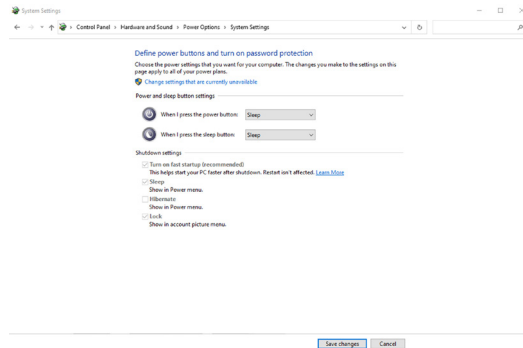 System Settings
Control Panel > Hardware and Sound > Power Options > System Settings
Define power buttons and turn on password protection
Choose the power settings that you want for your computer. The changes you make to the settings on this
page apply to all of your power plans.
Change settings that are currently unavailable
Power and sleep button settings
When I press the power button: Sleep
When I press the sleep button: Sleep
Shutdown settings
Turn on fast startup (recommended)
This helps start your PC faster after shutdown. Restart isn't affected. Learn More
Sleep
Show in Power menu.
Hibernate
Show in Power menu.
Lock
Show in account picture menu.
Save changes Cancel